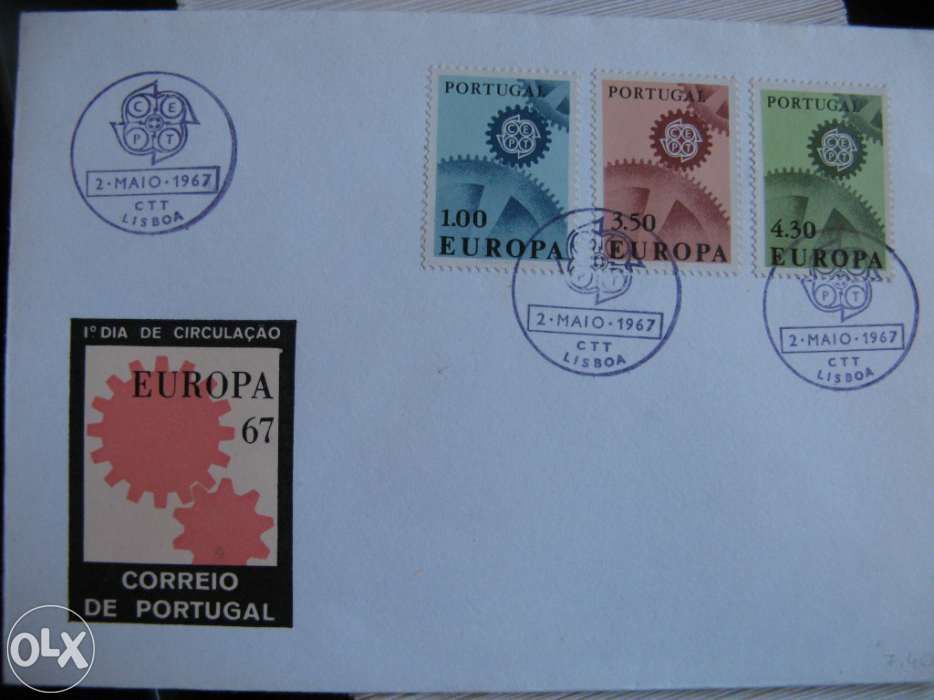 C E
P T
2·MAIO·1967
CTT
LISBOA
PORTUGAL
C E
P T
1.00
EUROPA
PORTUGAL
C E
P T
3.50
EUROPA
PORTUGAL
C E
P T
4.30
EUROPA
P T
2·MAIO·1967
CTT
LISBOA
P T
2·MAIO·1967
CTT
LISBOA
1º DIA DE CIRCULAÇÃO
EUROPA
67
CORREIO
DE PORTUGAL
OLX